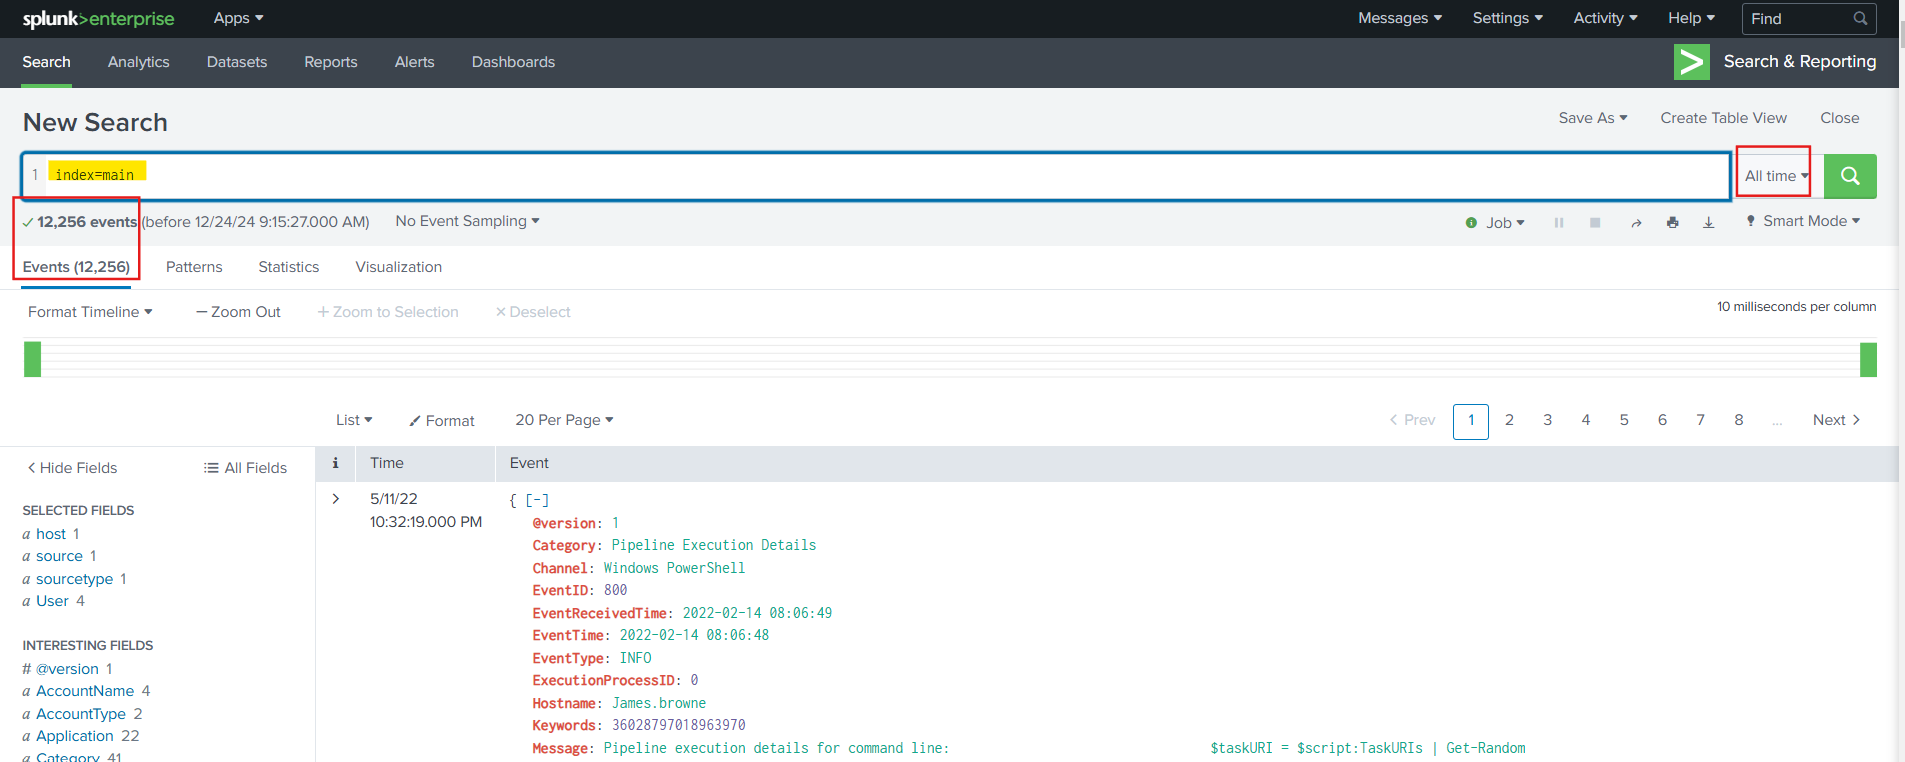 splunk>enterprise Apps Messages Settings Activity Help Find
Search Analytics Datasets Reports Alerts Dashboards Search & Reporting
New Search Save As Create Table View Close
1 index=main All time
12,256 events (before 12/24/24 9:15:27.000 AM) No Event Sampling Job Smart Mode
Events (12,256) Patterns Statistics Visualization
Format Timeline — Zoom Out + Zoom to Selection × Deselect 10 milliseconds per column
List Format 20 Per Page < Prev 1 2 3 4 5 6 7 8 ... Next >
< Hide Fields All Fields i Time Event
SELECTED FIELDS
a host 1
a source 1
a sourcetype 1
a User 4
INTERESTING FIELDS
# @version 1
a AccountName 4
a AccountType 2
a Application 22
a Category 41
> 5/11/22
10:32:19.000 PM
{ [-]
@version: 1
Category: Pipeline Execution Details
Channel: Windows PowerShell
EventID: 800
EventReceivedTime: 2022-02-14 08:06:49
EventTime: 2022-02-14 08:06:48
EventType: INFO
ExecutionProcessID: 0
Hostname: James.browne
Keywords: 36028797018963970
Message: Pipeline execution details for command line: $taskURI = $script:TaskURIs | Get-Random